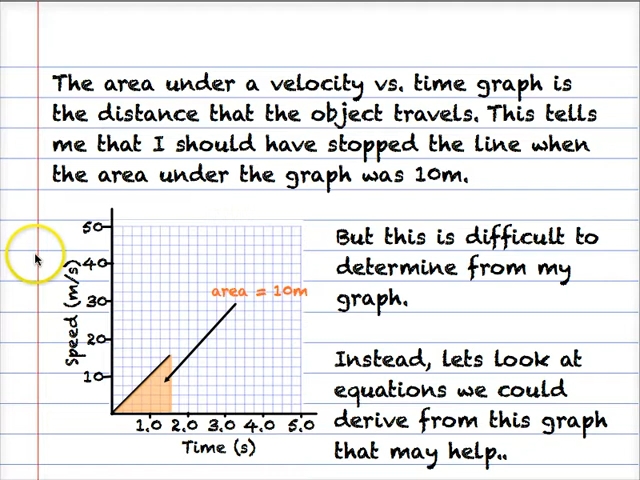 The area under a velocity vs. time graph is
the distance that the object travels. This tells
me that I should have stopped the line when
the area under the graph was 10m.
50
40
30
20
10
Speed (m/s)
area = 10m
1.0 2.0 3.0 4.0 5.0
Time (s)
But this is difficult to
determine from my
graph.
Instead, lets look at
equations we could
derive from this graph
that may help..